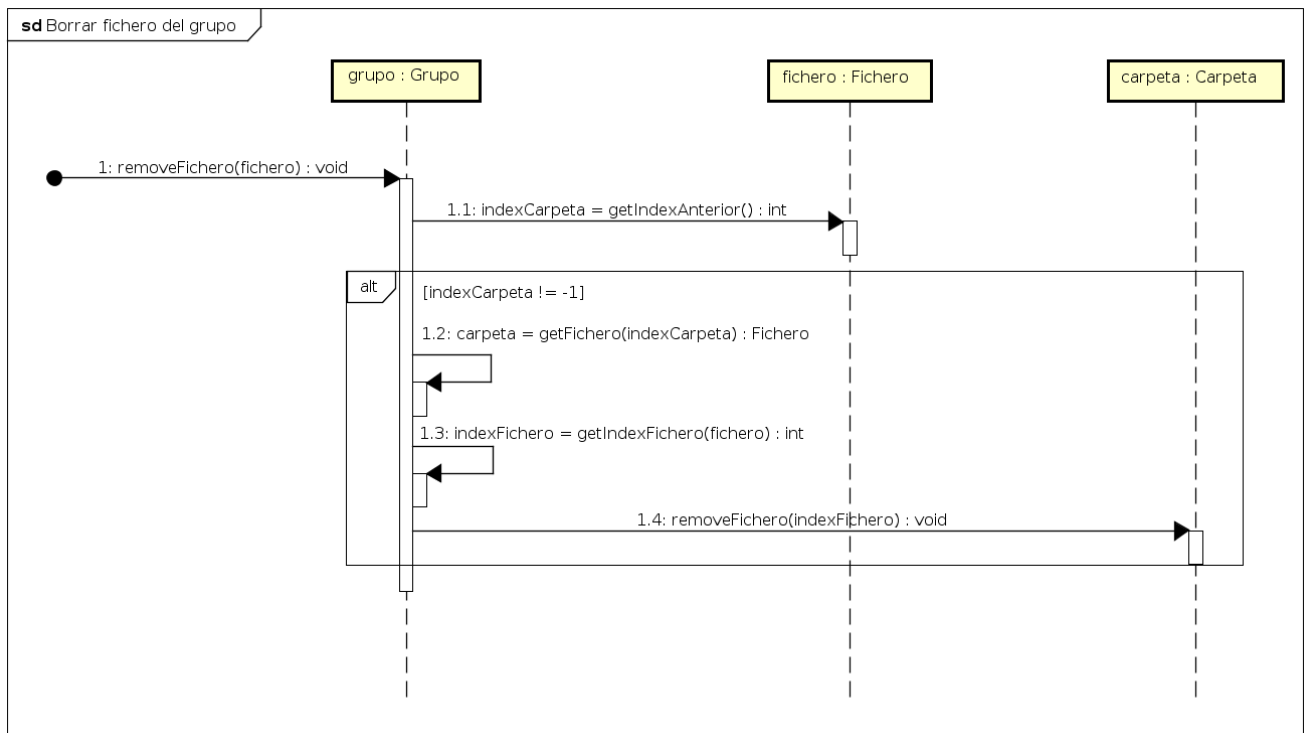 sd Borrar fichero del grupo
grupo : Grupo
fichero : Fichero
carpeta : Carpeta
1: removeFichero(fichero) : void
1.1: indexCarpeta = getIndexAnterior() : int
alt
[indexCarpeta != -1]
1.2: carpeta = getFichero(indexCarpeta) : Fichero
1.3: indexFichero = getIndexFichero(fichero) : int
1.4: removeFichero(indexFichero) : void